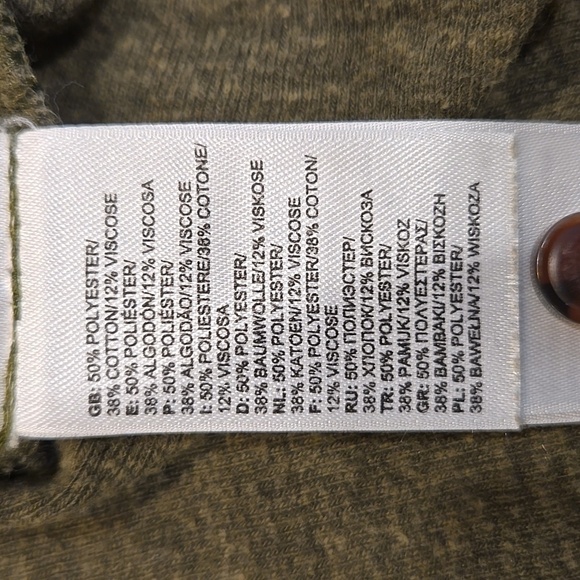 GB: 50% POLYESTER/
38% COTTON/12% VISCOSE
E: 50% POLIÉSTER/
38% ALGODÓN/12% VISCOSA
P: 50% POLIÉSTER/
38% ALGODÃO/12% VISCOSE
I: 50% POLIESTERE/38% COTONE/
12% VISCOSA
D: 50% POLYESTER/
38% BAUMWOLLE/12% VISKOSE
NL: 50% POLYESTER/
38% KATOEN/12% VISCOSE
F: 50% POLYESTER/38% COTON/
12% VISCOSE
RU: 50% ПОПИЭСТЕР/
38% ХЛОПОК/12% ВИСКОЗА
TR: 50% POLYESTER/
38% PAMUK/12% VISKOZ
GR: 50% ΠΟΛΥΕΣΤΕΡΑΣ/
38% ΒΑΜΒΑΚΙ/12% ΒΙΣΚΟΖΗ
PL: 50% POLYESTER/
38% BAWEŁNA/12% WISKOZA